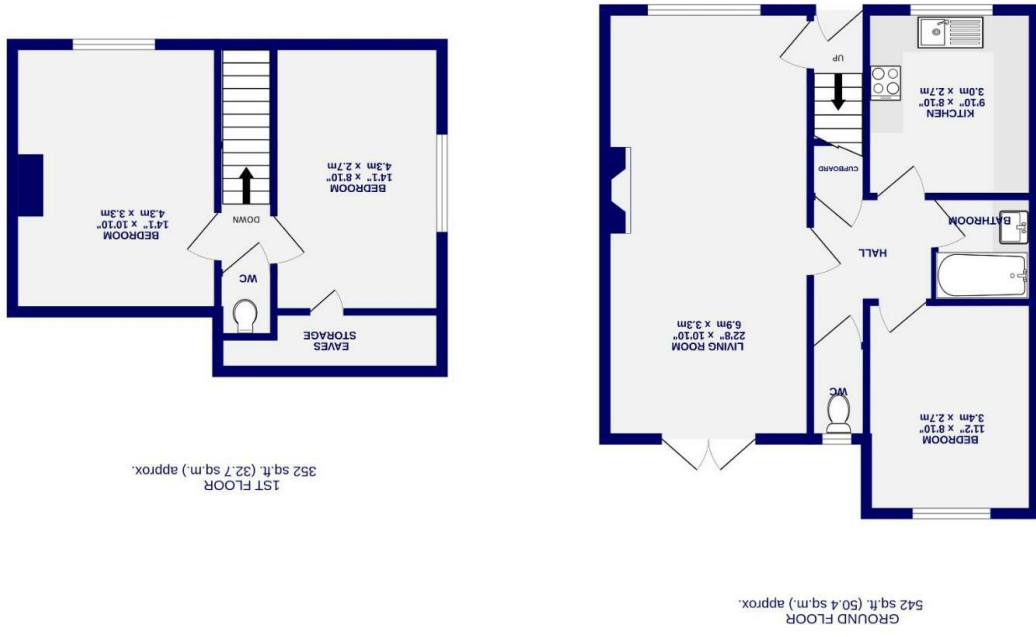 GROUND FLOOR
542 sq.ft. (50.4 sq.m.) approx.
BEDROOM
11'2" x 8'10"
3.4m x 2.7m
WC
LIVING ROOM
22'8" x 10'10"
6.9m x 3.3m
HALL
BATHROOM
CUPBOARD
KITCHEN
9'10" x 8'10"
3.0m x 2.7m
UP
1ST FLOOR
352 sq.ft. (32.7 sq.m.) approx.
EAVES
STORAGE
WC
BEDROOM
14'1" x 10'10"
4.3m x 3.3m
DOWN
BEDROOM
14'1" x 8'10"
4.3m x 2.7m